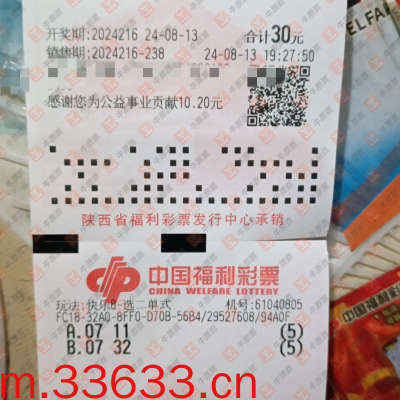 开奖期:2024216 24-08-13 合计30元
销售期:2024216-238 24-08-13 19:27:50
感谢您为公益事业贡献10.20元
陕西省福利彩票发行中心承销
中国福利彩票
CHINA WELFARE LOTTERY
玩法:快乐8-选二单式 机号:61040805
FC18-32A0-8FF0-D70B-56B4/29527608/94A0F
A.07 11 (5)
B.07 32 (5)
m.33633.cn